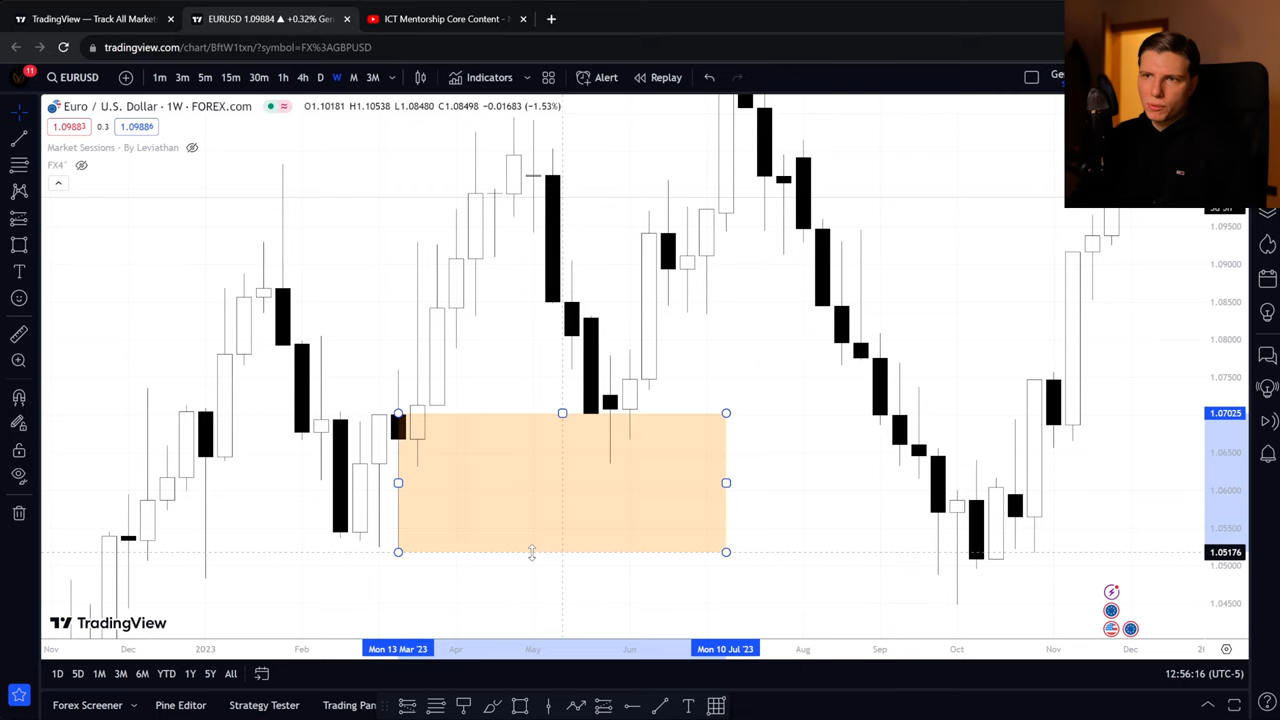 TradingView — Track All Market
EURUSD 1.09884 ▲ +0.32% Gen
ICT Mentorship Core Content -
tradingview.com/chart/BftW1txn/?symbol=FX%3AGBPUSD
11
EURUSD
1m 3m 5m 15m 30m 1h 4h D W M 3M
Indicators
Alert
Replay
Euro / U.S. Dollar · 1W · FOREX.com
O1.10181 H1.10538 L1.08480 C1.08498 -0.01683 (-1.53%)
1.09883 0.3 1.09886
Market Sessions - By Leviathan
FX4
1.09500
1.09000
1.08500
1.08000
1.07500
1.07025
1.06500
1.06000
1.05500
1.05176
1.05000
1.04500
TradingView
Nov Dec 2023 Feb Mon 13 Mar '23 Apr May Jun Mon 10 Jul '23 Aug Sep Oct Nov Dec
1D 5D 1M 3M 6M YTD 1Y 5Y All
12:56:16 (UTC-5)
Forex Screener Pine Editor Strategy Tester Trading Pan